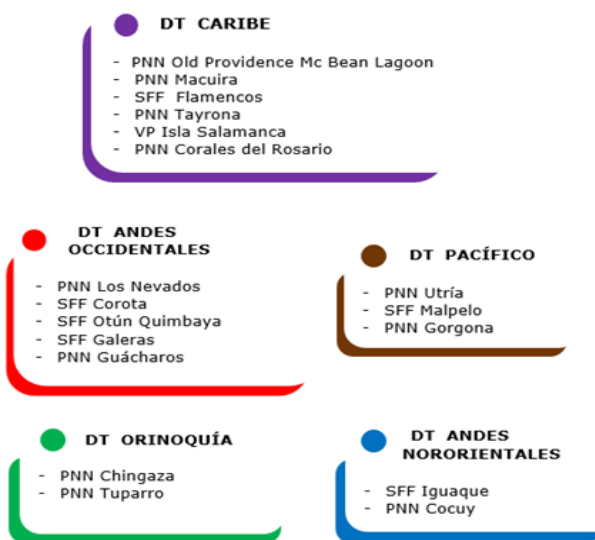 DT CARIBE
- PNN Old Providence Mc Bean Lagoon
- PNN Macuira
- SFF Flamencos
- PNN Tayrona
- VP Isla Salamanca
- PNN Corales del Rosario
DT ANDES
OCCIDENTALES
- PNN Los Nevados
- SFF Corota
- SFF Otún Quimbaya
- SFF Galeras
- PNN Guácharos
DT PACÍFICO
- PNN Utría
- SFF Malpelo
- PNN Gorgona
DT ORINOQUÍA
- PNN Chingaza
- PNN Tuparro
DT ANDES
NORORIENTALES
- SFF Iguaque
- PNN Cocuy